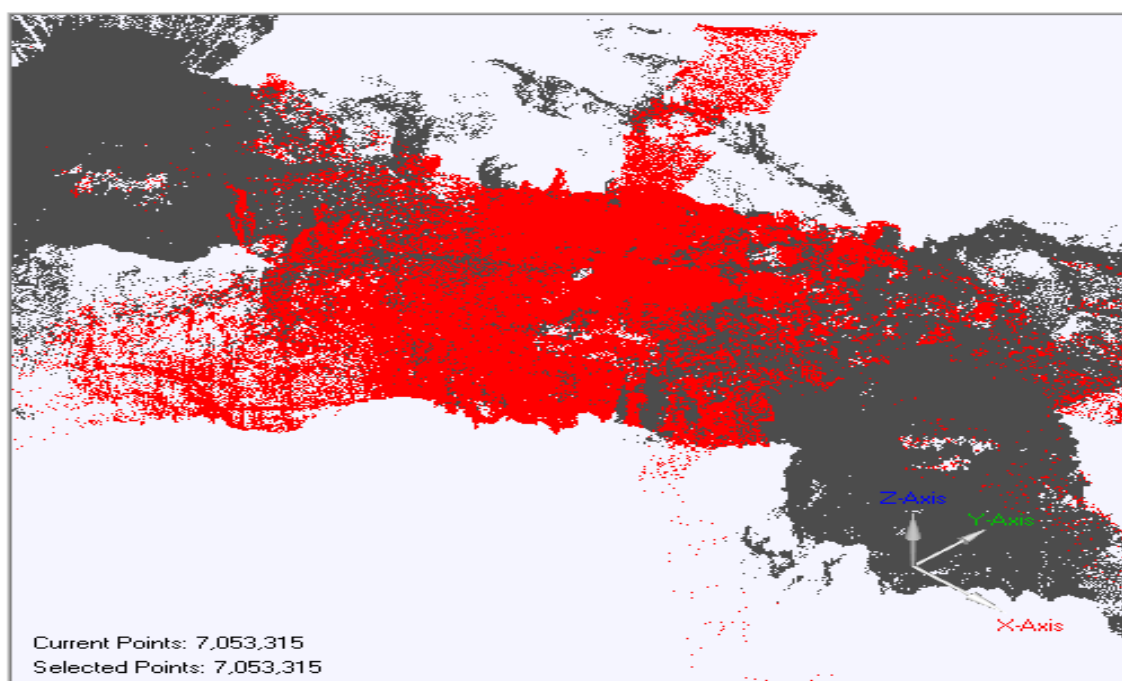 Z-Axis
Y-Axis
X-Axis
Current Points: 7,053,315
Selected Points: 7,053,315